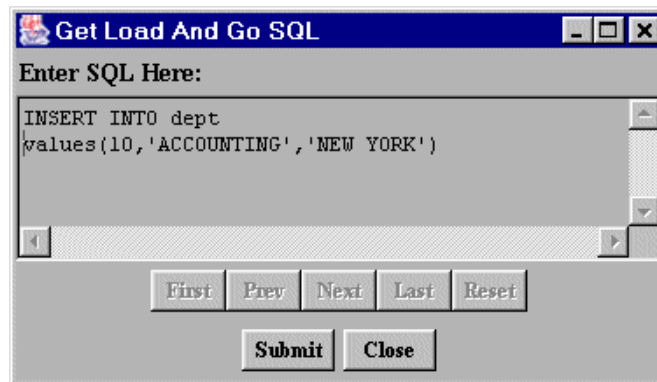 Get Load And Go SQL
Enter SQL Here:
INSERT INTO dept
values(10,'ACCOUNTING','NEW YORK')
First Prev Next Last Reset
Submit Close